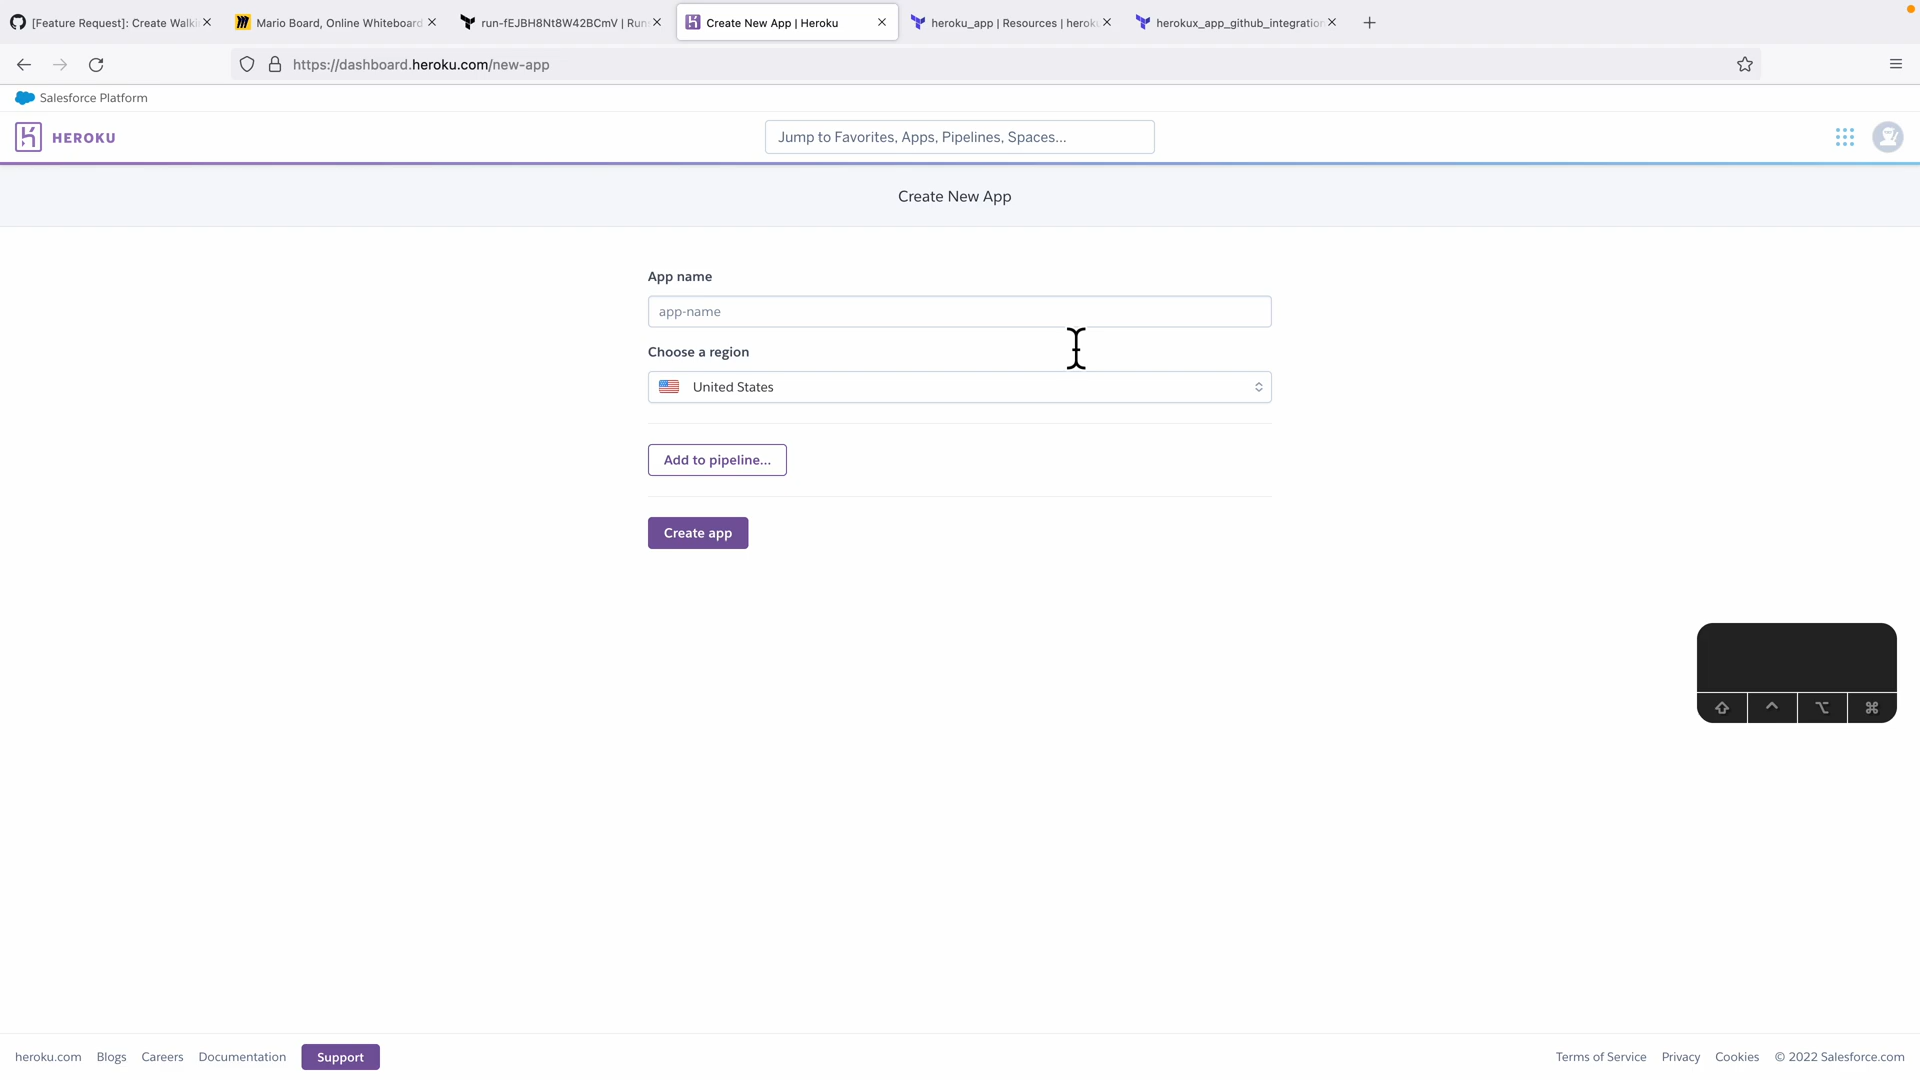 [Feature Request]: Create Walki
Mario Board, Online Whiteboard
run-fEJBH8Nt8W42BCmV | Run
Create New App | Heroku
heroku_app | Resources | herok
herokux_app_github_integration
https://dashboard.heroku.com/new-app
Salesforce Platform
HEROKU
Jump to Favorites, Apps, Pipelines, Spaces...
Create New App
App name
app-name
Choose a region
United States
Add to pipeline...
Create app
heroku.com Blogs Careers Documentation Support
Terms of Service Privacy Cookies © 2022 Salesforce.com